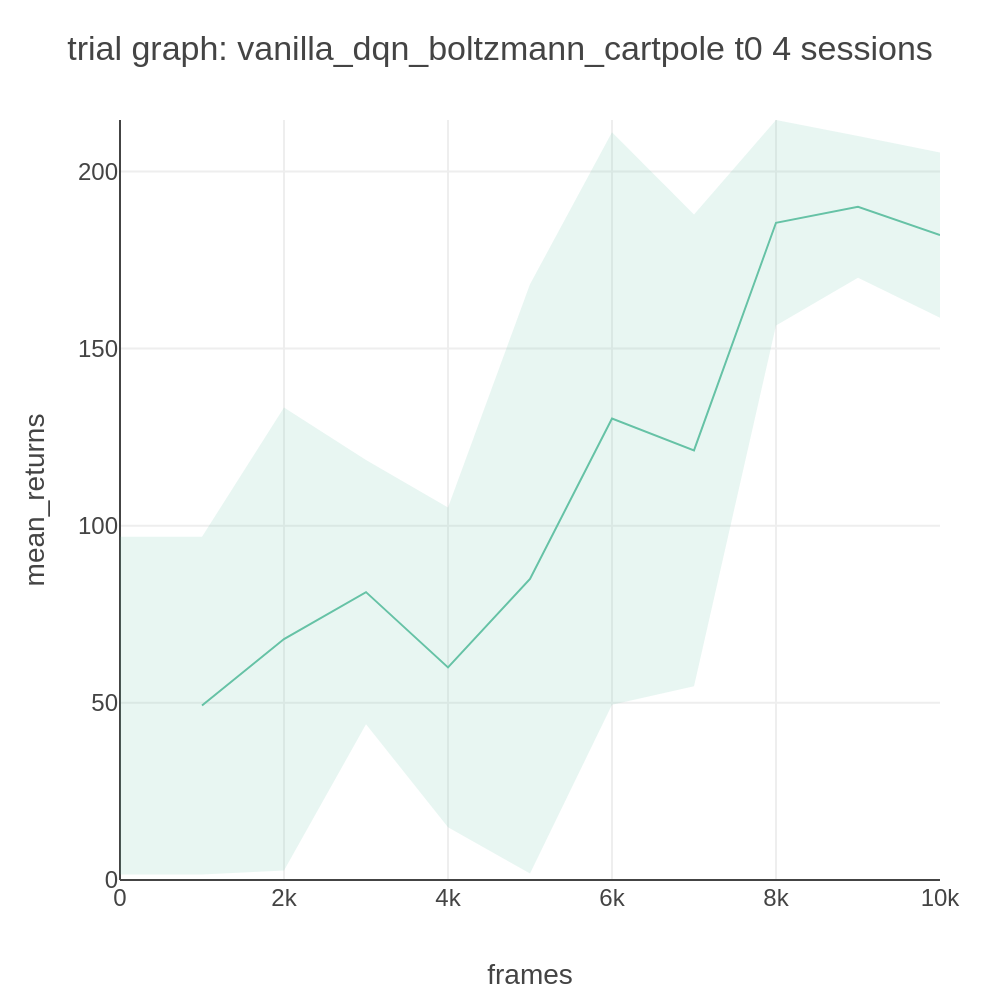 trial graph: vanilla_dqn_boltzmann_cartpole t0 4 sessions
200
150
100
50
0
mean_returns
0 2k 4k 6k 8k 10k
frames